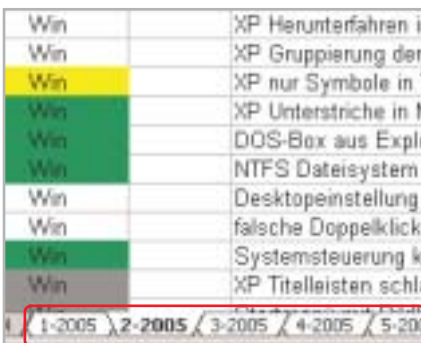 Win XP Herunterfahren i
Win XP Gruppierung der
Win XP nur Symbole in
Win XP Unterstriche in
Win DOS-Box aus Explo
Win NTFS Dateisystem
Win Desktopeinstellung
Win falsche Doppelklick
Win Systemsteuerung k
Win XP Titelleisten schla
1-2005 2-2005 3-2005 4-2005 5-200